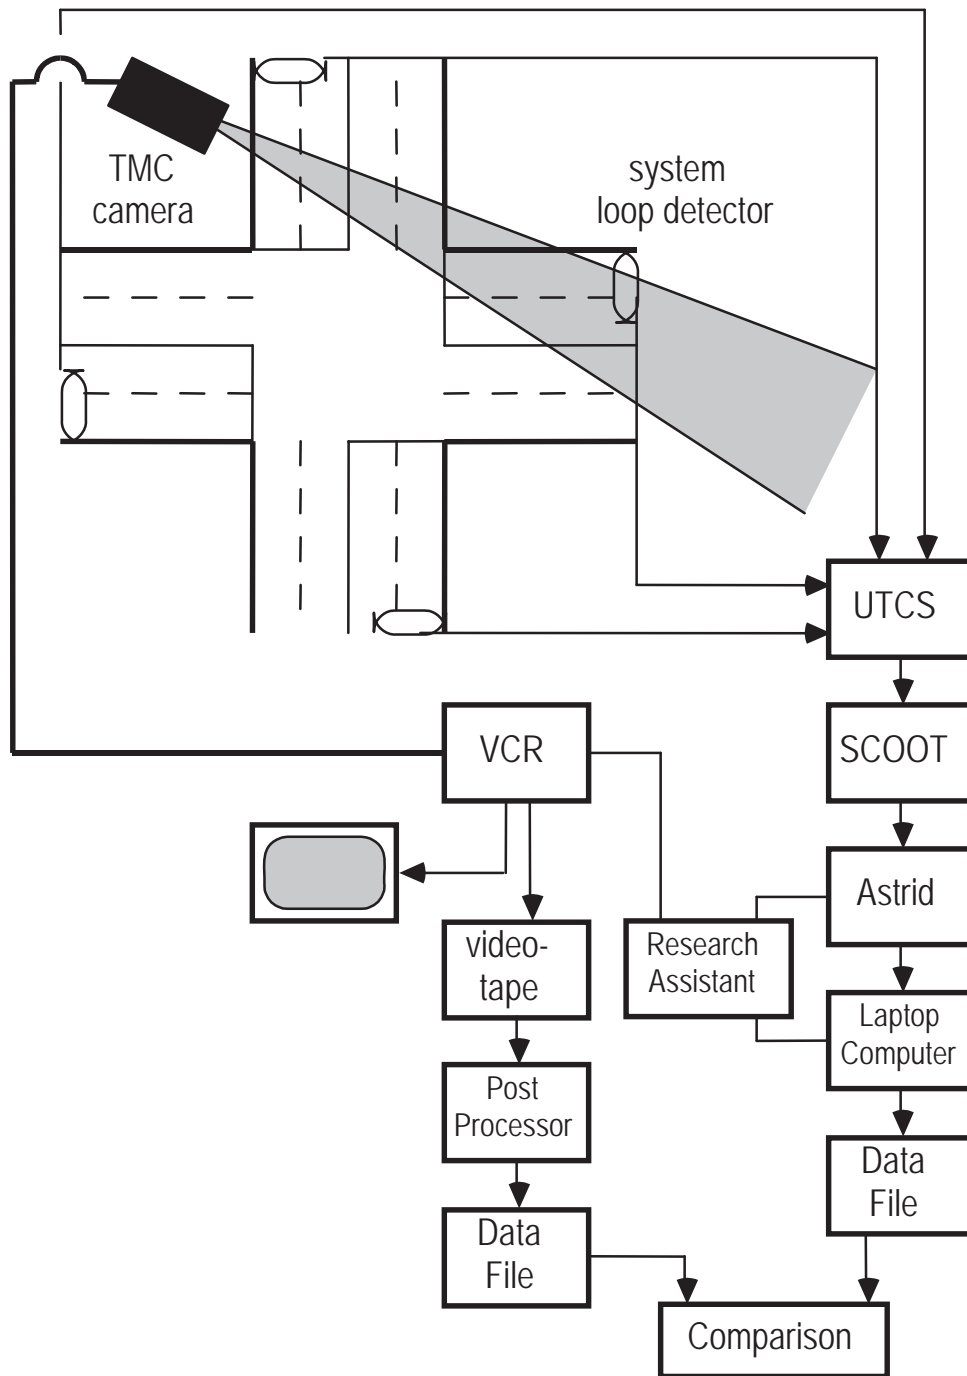 TMC
camera
system
loop detector
UTCS
VCR
SCOOT
Astrid
video-
tape
Research
Assistant
Laptop
Computer
Post
Processor
Data
File
Data
File
Comparison